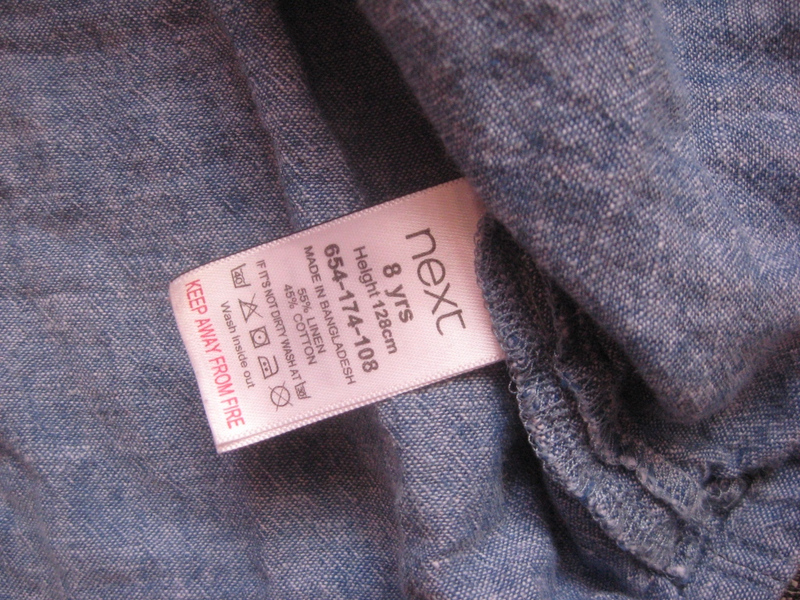 next
8 yrs
Height 128cm
654-174-108
MADE IN BANGLADESH
55% LINEN
45% COTTON
IF IT'S NOT DIRTY WASH AT
Wash inside out
KEEP AWAY FROM FIRE